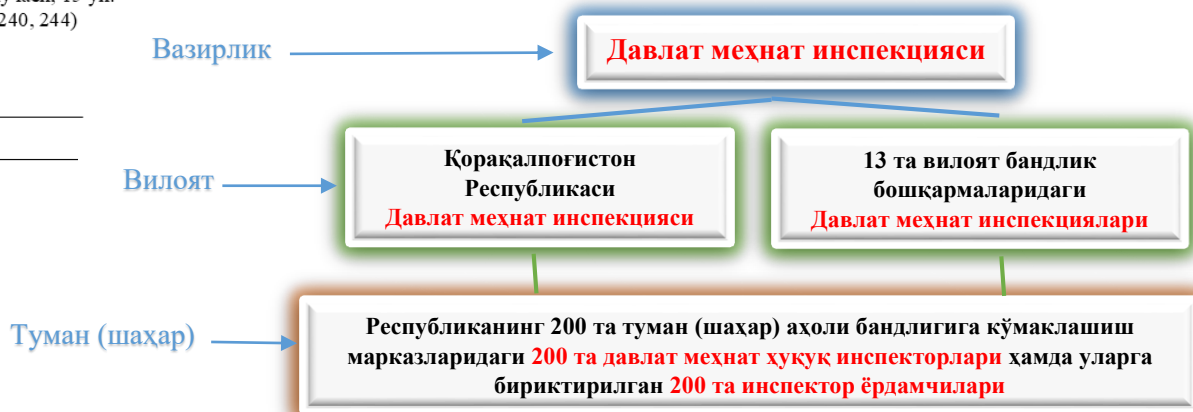 240, 244)
Вазирлик
Давлат меҳнат инспекцияси
Вилоят
Қорақалпоғистон
Республикаси
Давлат меҳнат инспекцияси
13 та вилоят бандлик
бошқармаларидаги
Давлат меҳнат инспекциялари
Туман (шаҳар)
Республиканинг 200 та туман (шаҳар) аҳоли бандлигига кўмаклашиш
марказларидаги 200 та давлат меҳнат ҳуқуқ инспекторлари ҳамда уларга
бириктирилган 200 та инспектор ёрдамчилари